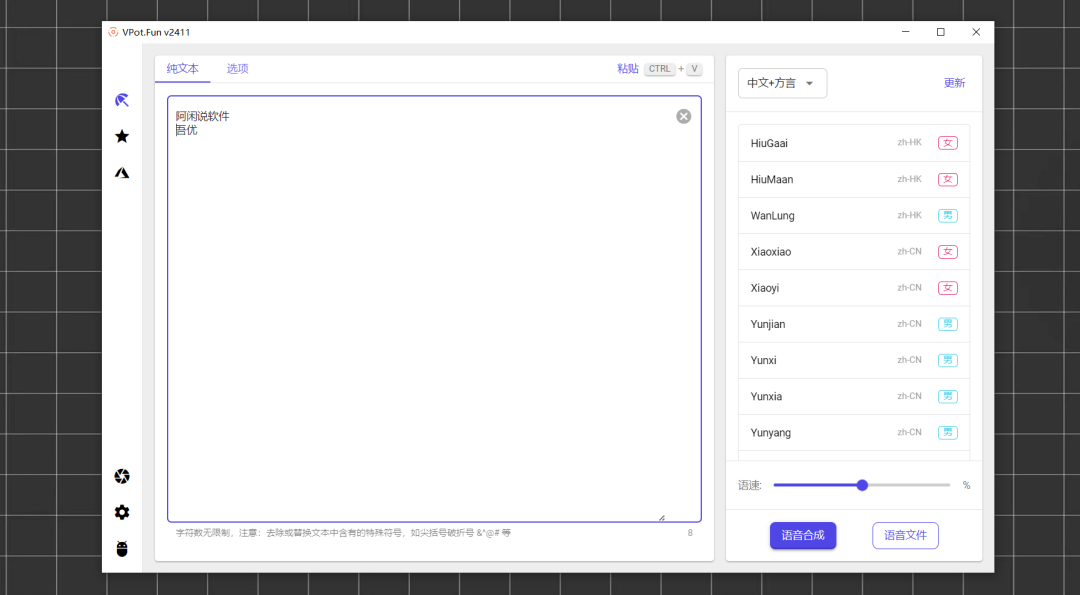 VPot.Fun v2411
纯文本 选项 粘贴 CTRL + V
阿闲说软件
吾优
字符数无限制，注意：去除或替换文本中含有的特殊符号，如尖括号破折号 &^@# 等 8
中文+方言 更新
HiuGaai zh-HK 女
HiuMaan zh-HK 女
WanLung zh-HK 男
Xiaoxiao zh-CN 女
Xiaoyi zh-CN 女
Yunjian zh-CN 男
Yunxi zh-CN 男
Yunxia zh-CN 男
Yunyang zh-CN 男
语速: %
语音合成 语音文件